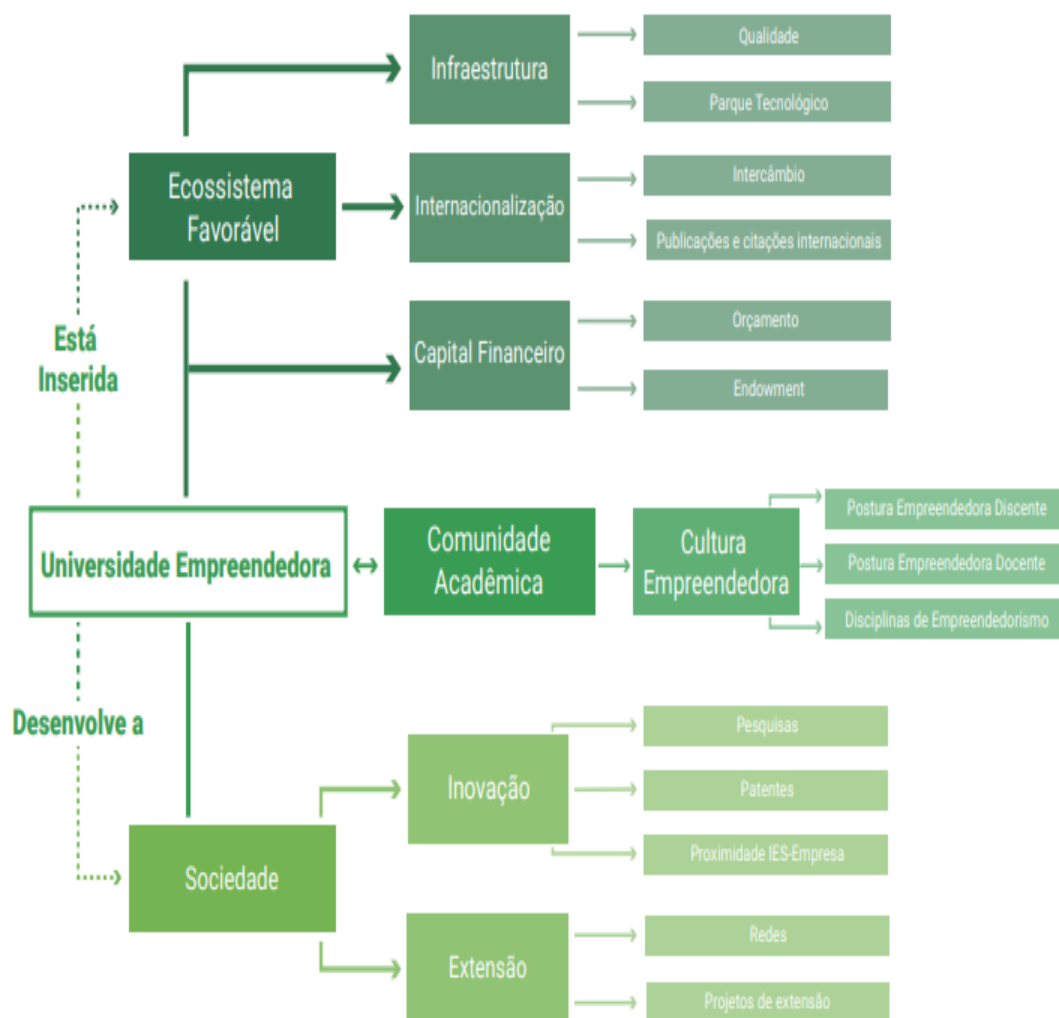 Infraestrutura
Qualidade
Parque Tecnológico
Ecossistema
Favorável
Internacionalização
Intercâmbio
Publicações e citações internacionais
Está
Inserida
Capital Financeiro
Orçamento
Endowment
Universidade Empreendedora
Comunidade
Acadêmica
Cultura
Empreendedora
Postura Empreendedora Discente
Postura Empreendedora Docente
Disciplinas de Empreendedorismo
Desenvolve a
Sociedade
Inovação
Pesquisas
Patentes
Proximidade IES-Empresa
Extensão
Redes
Projetos de extensão